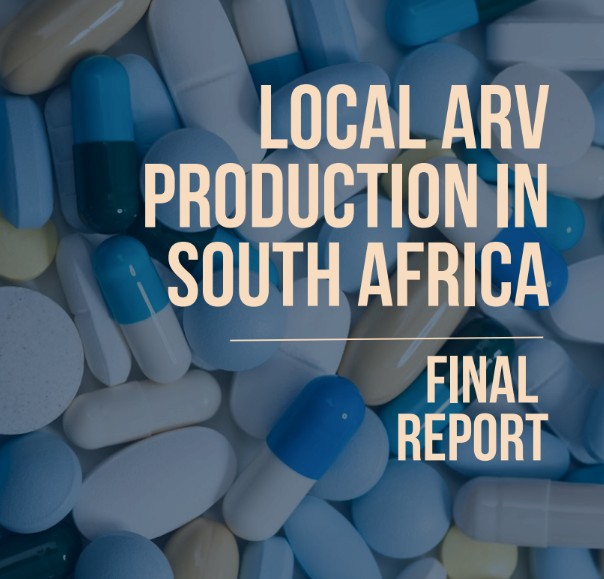 LOCAL ARV
PRODUCTION IN
SOUTH AFRICA
FINAL
REPORT